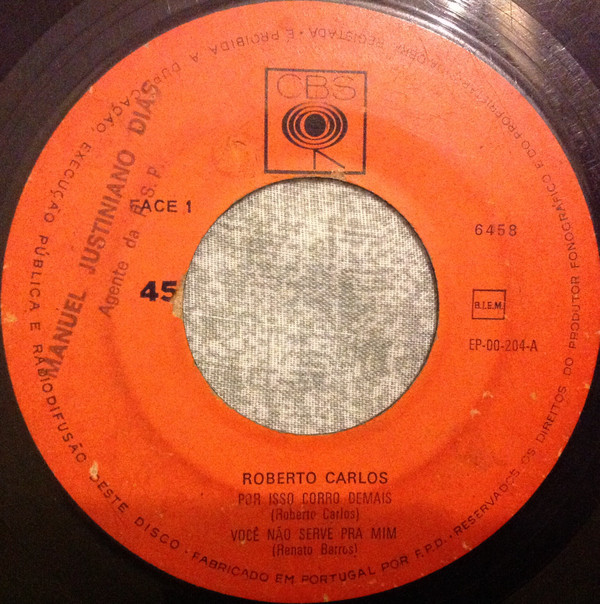 CBS
FACE 1
45
6458
B.I.E.M.
EP-00-204-A
ROBERTO CARLOS
POR ISSO CORRO DEMAIS
(Roberto Carlos)
VOCÊ NÃO SERVE PRA MIM
(Renato Barros)
FABRICADO EM PORTUGAL POR F.P.D. - RESERVADOS OS DIREITOS DO PRODUTOR FONOGRÁFICO E DO PROPRIETÁRIO DA OBRA REGISTADA - É PROIBIDA A DUPLICAÇÃO, EXECUÇÃO PÚBLICA E RADIODIFUSÃO DESTE DISCO -
MANUEL JUSTINIANO DIAS
Agente da